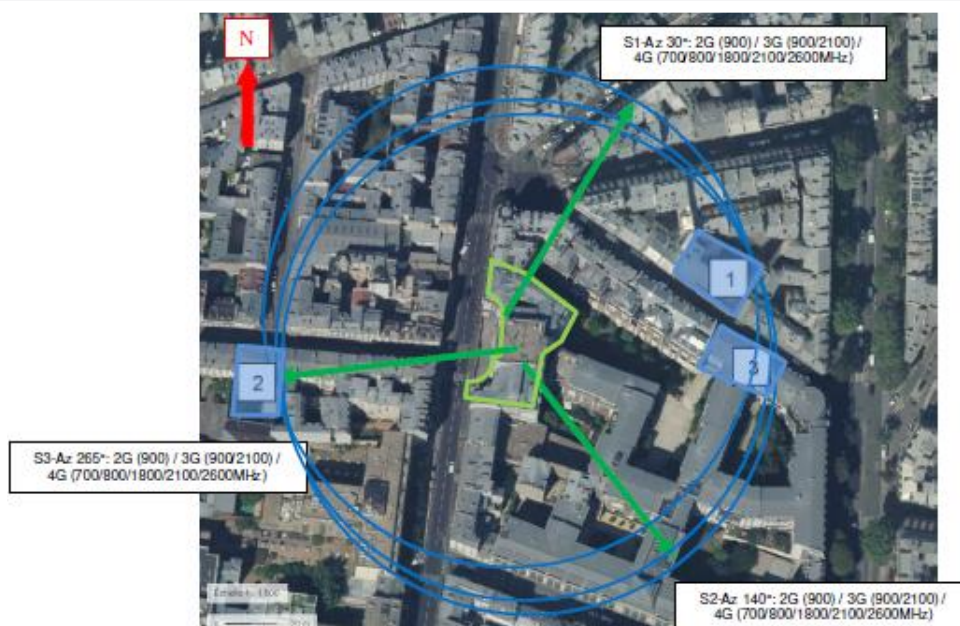 N
S1-Az 30°: 2G (900) / 3G (900/2100) /
4G (700/800/1800/2100/2600MHz)
1
3
2
S3-Az 265°: 2G (900) / 3G (900/2100) /
4G (700/800/1800/2100/2600MHz)
S2-Az 140°: 2G (900) / 3G (900/2100) /
4G (700/800/1800/2100/2600MHz)